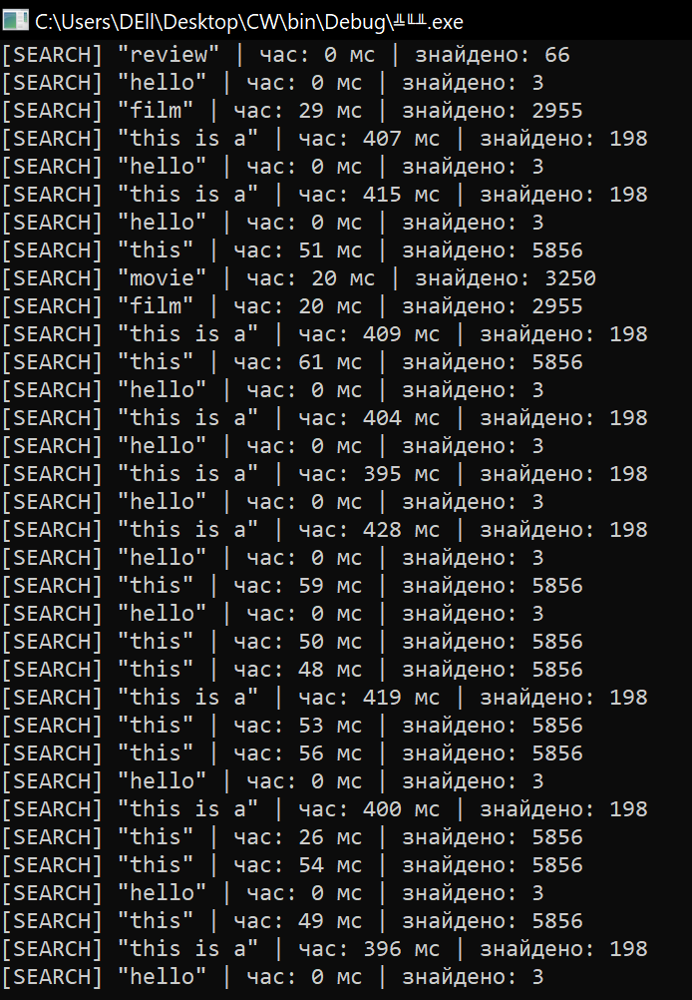 C:\Users\DEll\Desktop\CW\bin\Debug\╩╙╙.exe
[SEARCH] "review" | час: 0 мс | знайдено: 66
[SEARCH] "hello" | час: 0 мс | знайдено: 3
[SEARCH] "film" | час: 29 мс | знайдено: 2955
[SEARCH] "this is a" | час: 407 мс | знайдено: 198
[SEARCH] "hello" | час: 0 мс | знайдено: 3
[SEARCH] "this is a" | час: 415 мс | знайдено: 198
[SEARCH] "hello" | час: 0 мс | знайдено: 3
[SEARCH] "this" | час: 51 мс | знайдено: 5856
[SEARCH] "movie" | час: 20 мс | знайдено: 3250
[SEARCH] "film" | час: 20 мс | знайдено: 2955
[SEARCH] "this is a" | час: 409 мс | знайдено: 198
[SEARCH] "this" | час: 61 мс | знайдено: 5856
[SEARCH] "hello" | час: 0 мс | знайдено: 3
[SEARCH] "this is a" | час: 404 мс | знайдено: 198
[SEARCH] "hello" | час: 0 мс | знайдено: 3
[SEARCH] "this is a" | час: 395 мс | знайдено: 198
[SEARCH] "hello" | час: 0 мс | знайдено: 3
[SEARCH] "this is a" | час: 428 мс | знайдено: 198
[SEARCH] "hello" | час: 0 мс | знайдено: 3
[SEARCH] "this" | час: 59 мс | знайдено: 5856
[SEARCH] "hello" | час: 0 мс | знайдено: 3
[SEARCH] "this" | час: 50 мс | знайдено: 5856
[SEARCH] "this" | час: 48 мс | знайдено: 5856
[SEARCH] "this is a" | час: 419 мс | знайдено: 198
[SEARCH] "this" | час: 53 мс | знайдено: 5856
[SEARCH] "this" | час: 56 мс | знайдено: 5856
[SEARCH] "hello" | час: 0 мс | знайдено: 3
[SEARCH] "this is a" | час: 400 мс | знайдено: 198
[SEARCH] "this" | час: 26 мс | знайдено: 5856
[SEARCH] "this" | час: 54 мс | знайдено: 5856
[SEARCH] "hello" | час: 0 мс | знайдено: 3
[SEARCH] "this" | час: 49 мс | знайдено: 5856
[SEARCH] "this is a" | час: 396 мс | знайдено: 198
[SEARCH] "hello" | час: 0 мс | знайдено: 3